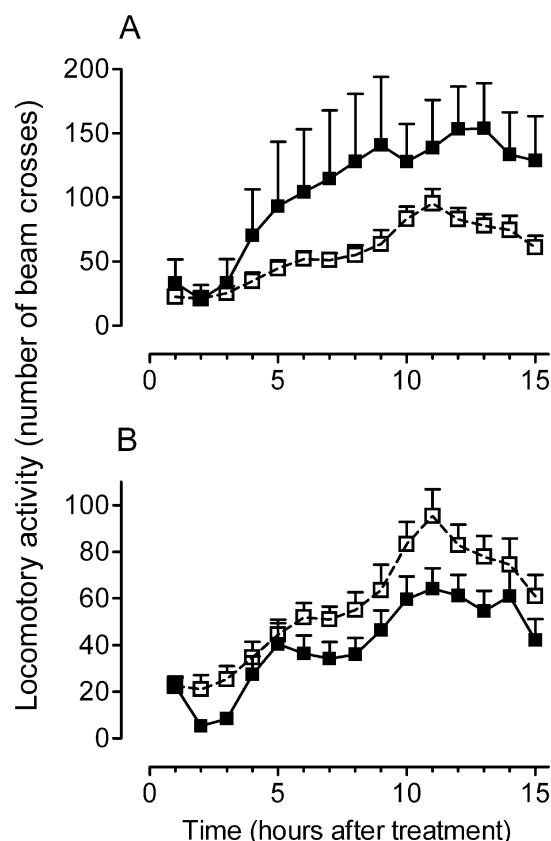 A
200
150
100
50
0
0 5 10 15
B
100
80
60
40
20
0
0 5 10 15
Time (hours after treatment)
Locomotory activity (number of beam crosses)